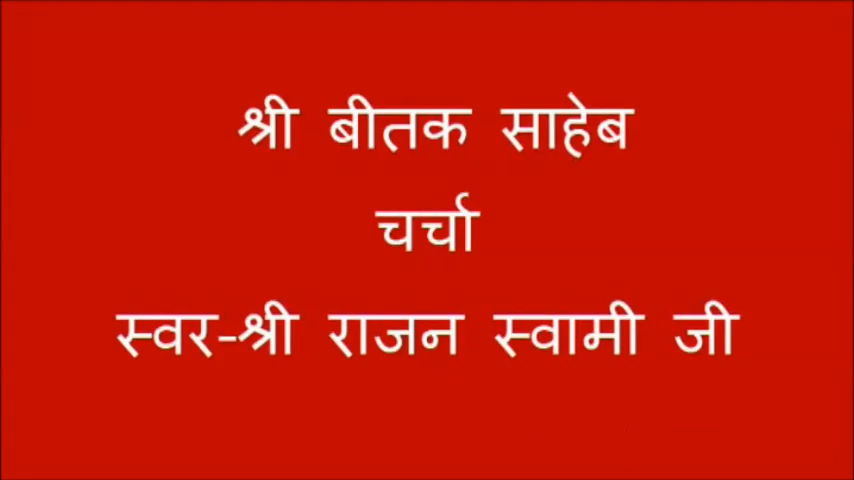 श्री बीतक साहेब
चर्चा
स्वर-श्री राजन स्वामी जी